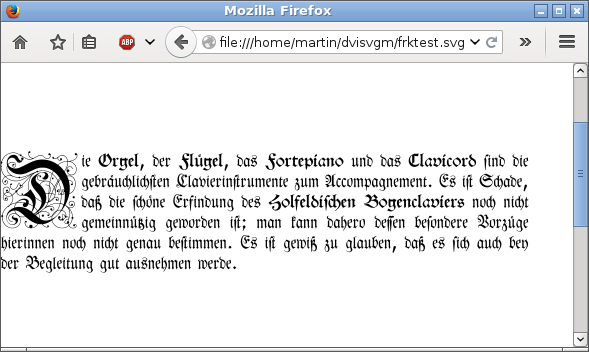 Mozilla Firefox
ABP
file:///home/martin/dvisvgm/frktest.svg
Die Orgel, der Flügel, das Fortepiano und das Clavicord ſind die
gebräuchlichſten Clavierinſtrumente zum Accompagnement. Es iſt Schade,
daß die ſchöne Erfindung des Holfeldiſchen Bogenclaviers noch nicht
gemeinnützig geworden iſt; man kann dahero deſſen beſondere Vorzüge
hierinnen noch nicht genau beſtimmen. Es iſt gewiß zu glauben, daß es ſich auch bey
der Begleitung gut ausnehmen werde.